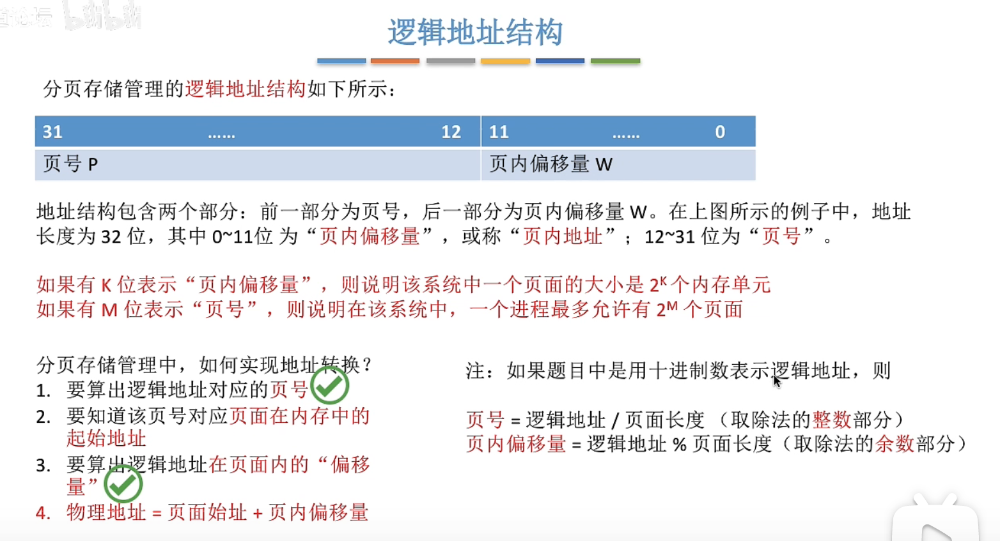 bilibili
逻辑地址结构
分页存储管理的逻辑地址结构如下所示：
31 …… 12 11 …… 0
页号 P 页内偏移量 W
地址结构包含两个部分：前一部分为页号，后一部分为页内偏移量 W。在上图所示的例子中，地址
长度为 32 位，其中 0~11位 为“页内偏移量”，或称“页内地址”；12~31 位为“页号”。
如果有 K 位表示“页内偏移量”，则说明该系统中一个页面的大小是 2ᴷ 个内存单元
如果有 M 位表示“页号”，则说明在该系统中，一个进程最多允许有 2ᴹ 个页面
分页存储管理中，如何实现地址转换？
1. 要算出逻辑地址对应的页号
2. 要知道该页号对应页面在内存中的
起始地址
3. 要算出逻辑地址在页面内的“偏移
量”
4. 物理地址 = 页面始址 + 页内偏移量
注：如果题目中是用十进制数表示逻辑地址，则
页号 = 逻辑地址 / 页面长度 （取除法的整数部分）
页内偏移量 = 逻辑地址 % 页面长度（取除法的余数部分）